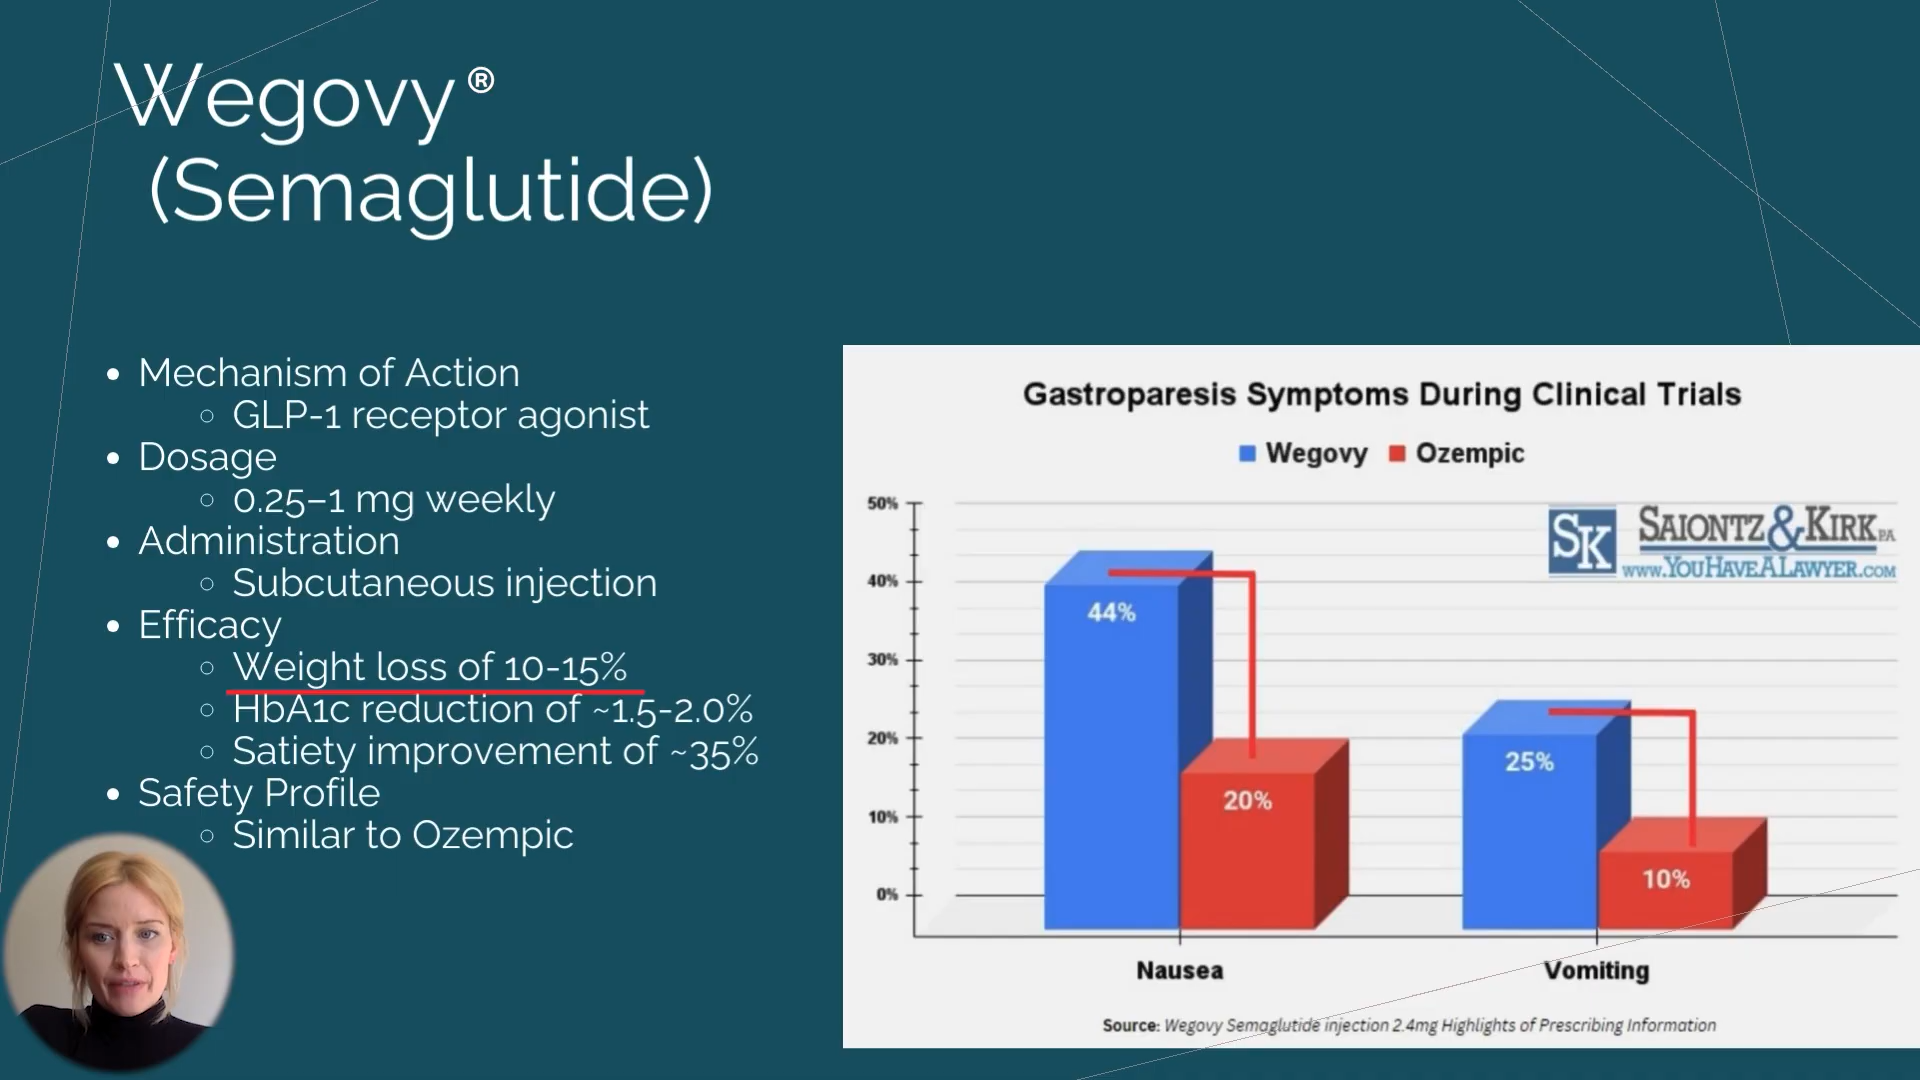 Wegovy®
(Semaglutide)
• Mechanism of Action
○ GLP-1 receptor agonist
• Dosage
○ 0.25–1 mg weekly
• Administration
○ Subcutaneous injection
• Efficacy
○ Weight loss of 10-15%
○ HbA1c reduction of ~1.5-2.0%
○ Satiety improvement of ~35%
• Safety Profile
○ Similar to Ozempic
Gastroparesis Symptoms During Clinical Trials
Wegovy Ozempic
50%
40%
30%
20%
10%
0%
SK SAIONTZ & KIRK PA
WWW.YOUHAVEALAWYER.COM
44%
20%
25%
10%
Nausea Vomiting
Source: Wegovy Semaglutide injection 2.4mg Highlights of Prescribing Information